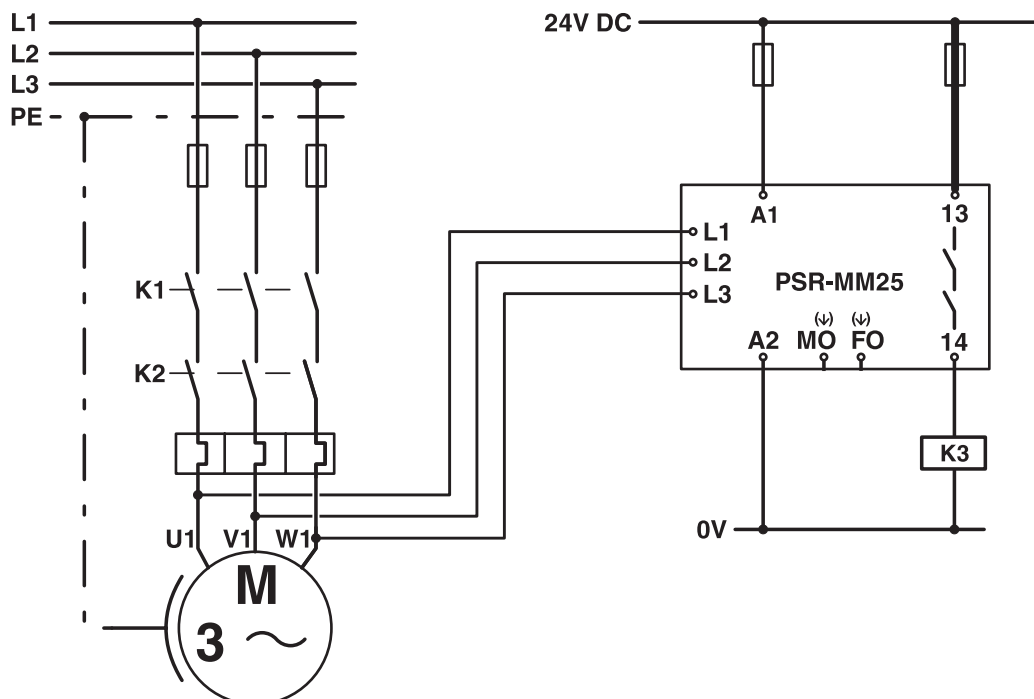 L1
L2
L3
PE
K1
K2
U1 V1 W1
M
3
24V DC
A1
13
L1
L2
L3
PSR-MM25
A2 MO FO 14
K3
0V